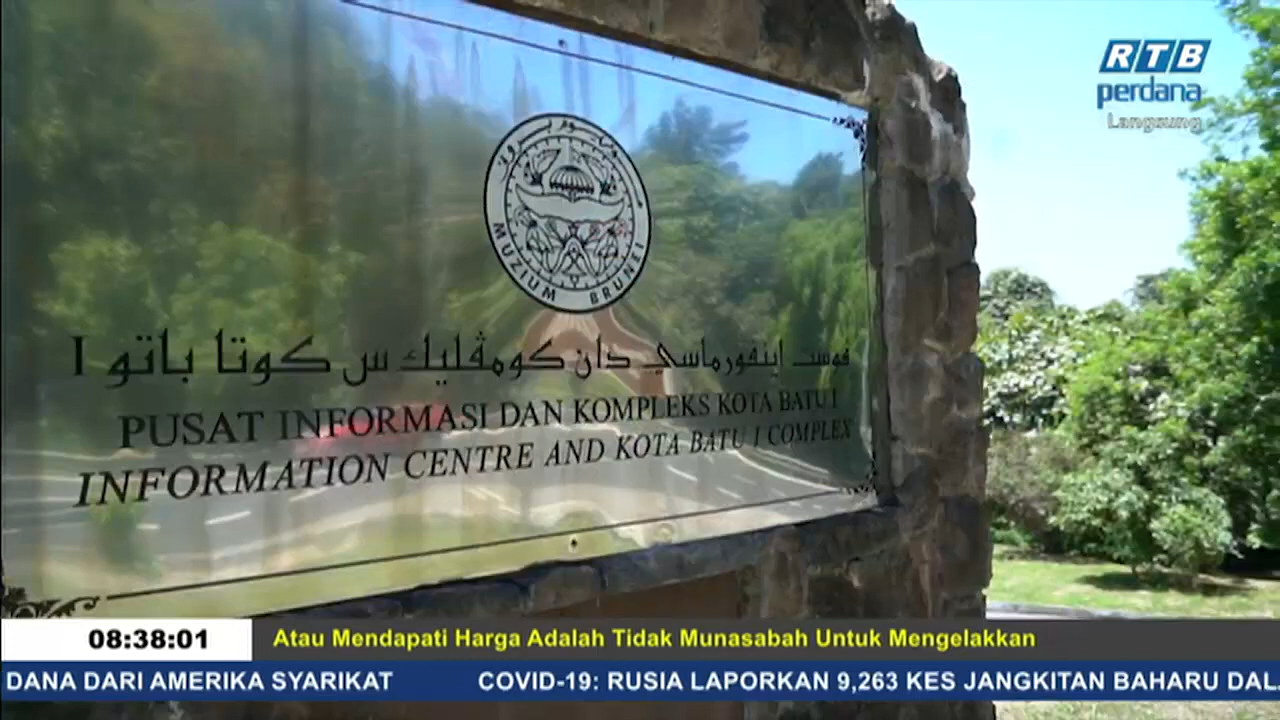 RTB
perdana
Langsung
MUZIUM BRUNEI
ڤوست اينفورماسي دان كومڤليك س كوتا باتو I
PUSAT INFORMASI DAN KOMPLEKS KOTA BATU I
INFORMATION CENTRE AND KOTA BATU I COMPLEX
08:38:01
Atau Mendapati Harga Adalah Tidak Munasabah Untuk Mengelakkan
DANA DARI AMERIKA SYARIKAT
COVID-19: RUSIA LAPORKAN 9,263 KES JANGKITAN BAHARU DAL